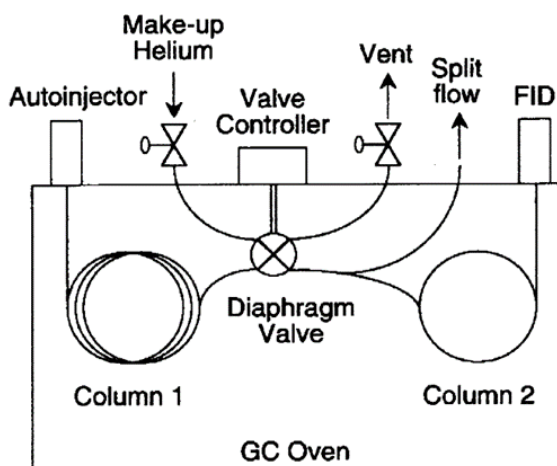 Make-up
Helium
Vent
Split
flow
Autoinjector
Valve
Controller
FID
Diaphragm
Valve
Column 1
Column 2
GC Oven